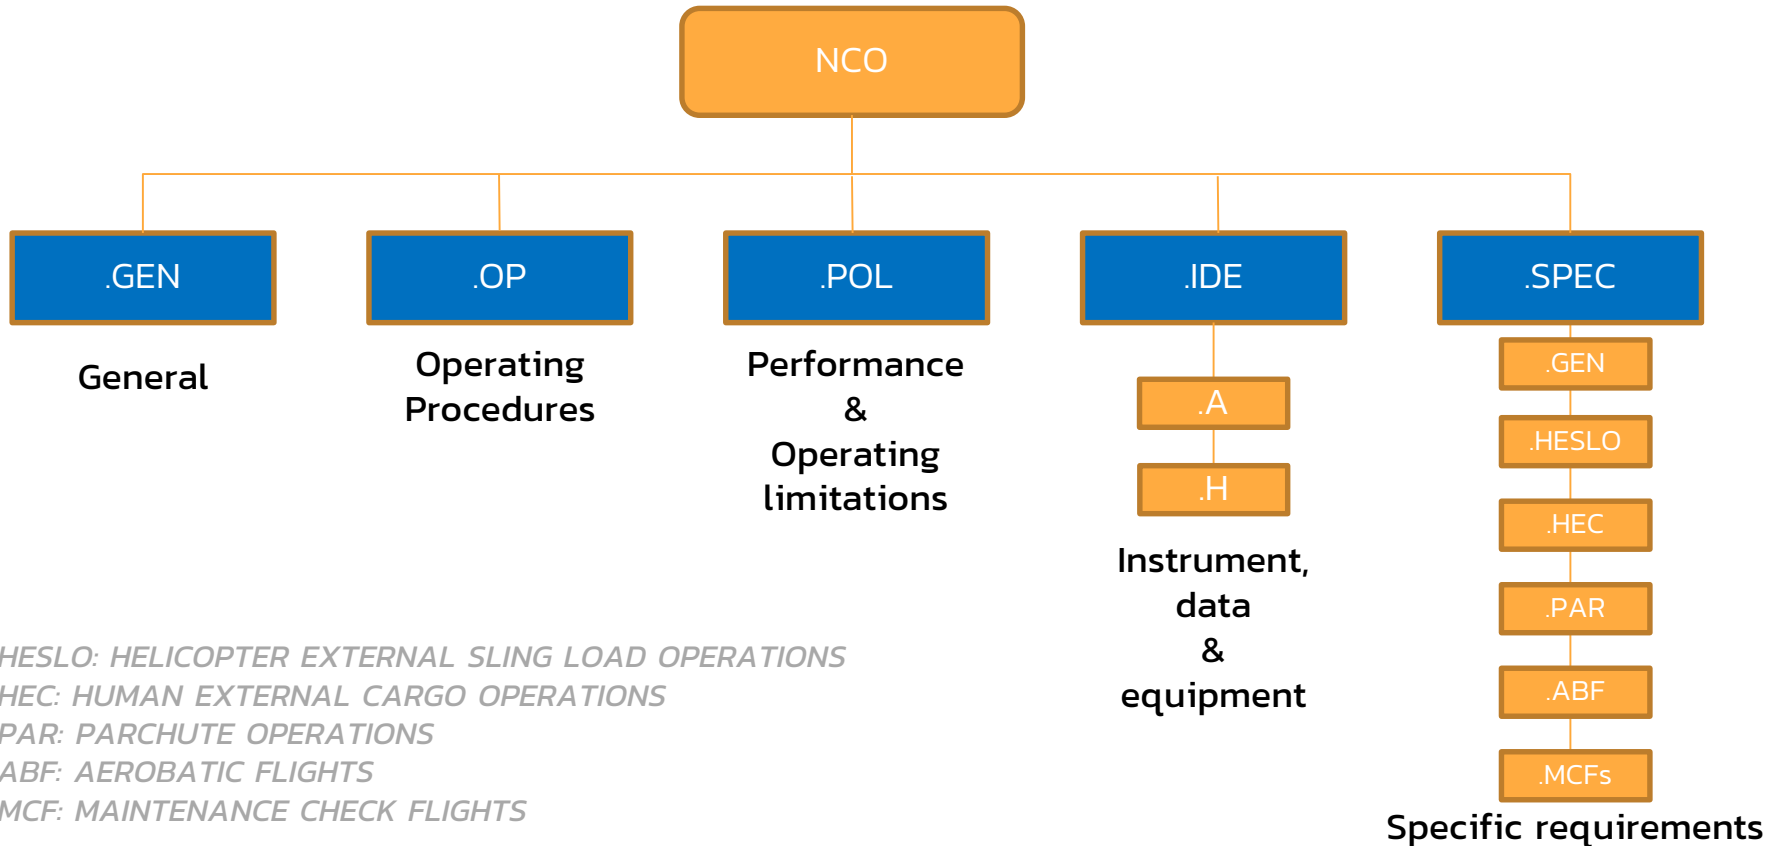 NCO
.GEN
.OP
.POL
.IDE
.SPEC
General
Operating
Procedures
Performance
&
Operating
limitations
.A
.H
Instrument,
data
&
equipment
.GEN
.HESLO
.HEC
.PAR
.ABF
.MCFs
Specific requirements
HESLO: HELICOPTER EXTERNAL SLING LOAD OPERATIONS
HEC: HUMAN EXTERNAL CARGO OPERATIONS
PAR: PARCHUTE OPERATIONS
ABF: AEROBATIC FLIGHTS
MCF: MAINTENANCE CHECK FLIGHTS